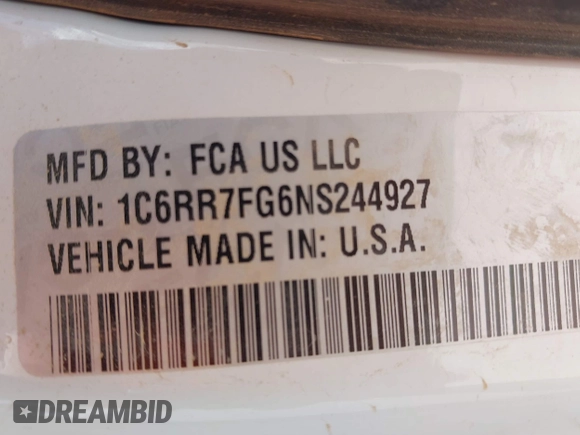 MFD BY: FCA US LLC
VIN: 1C6RR7FG6NS244927
VEHICLE MADE IN: U.S.A.
DREAMBID